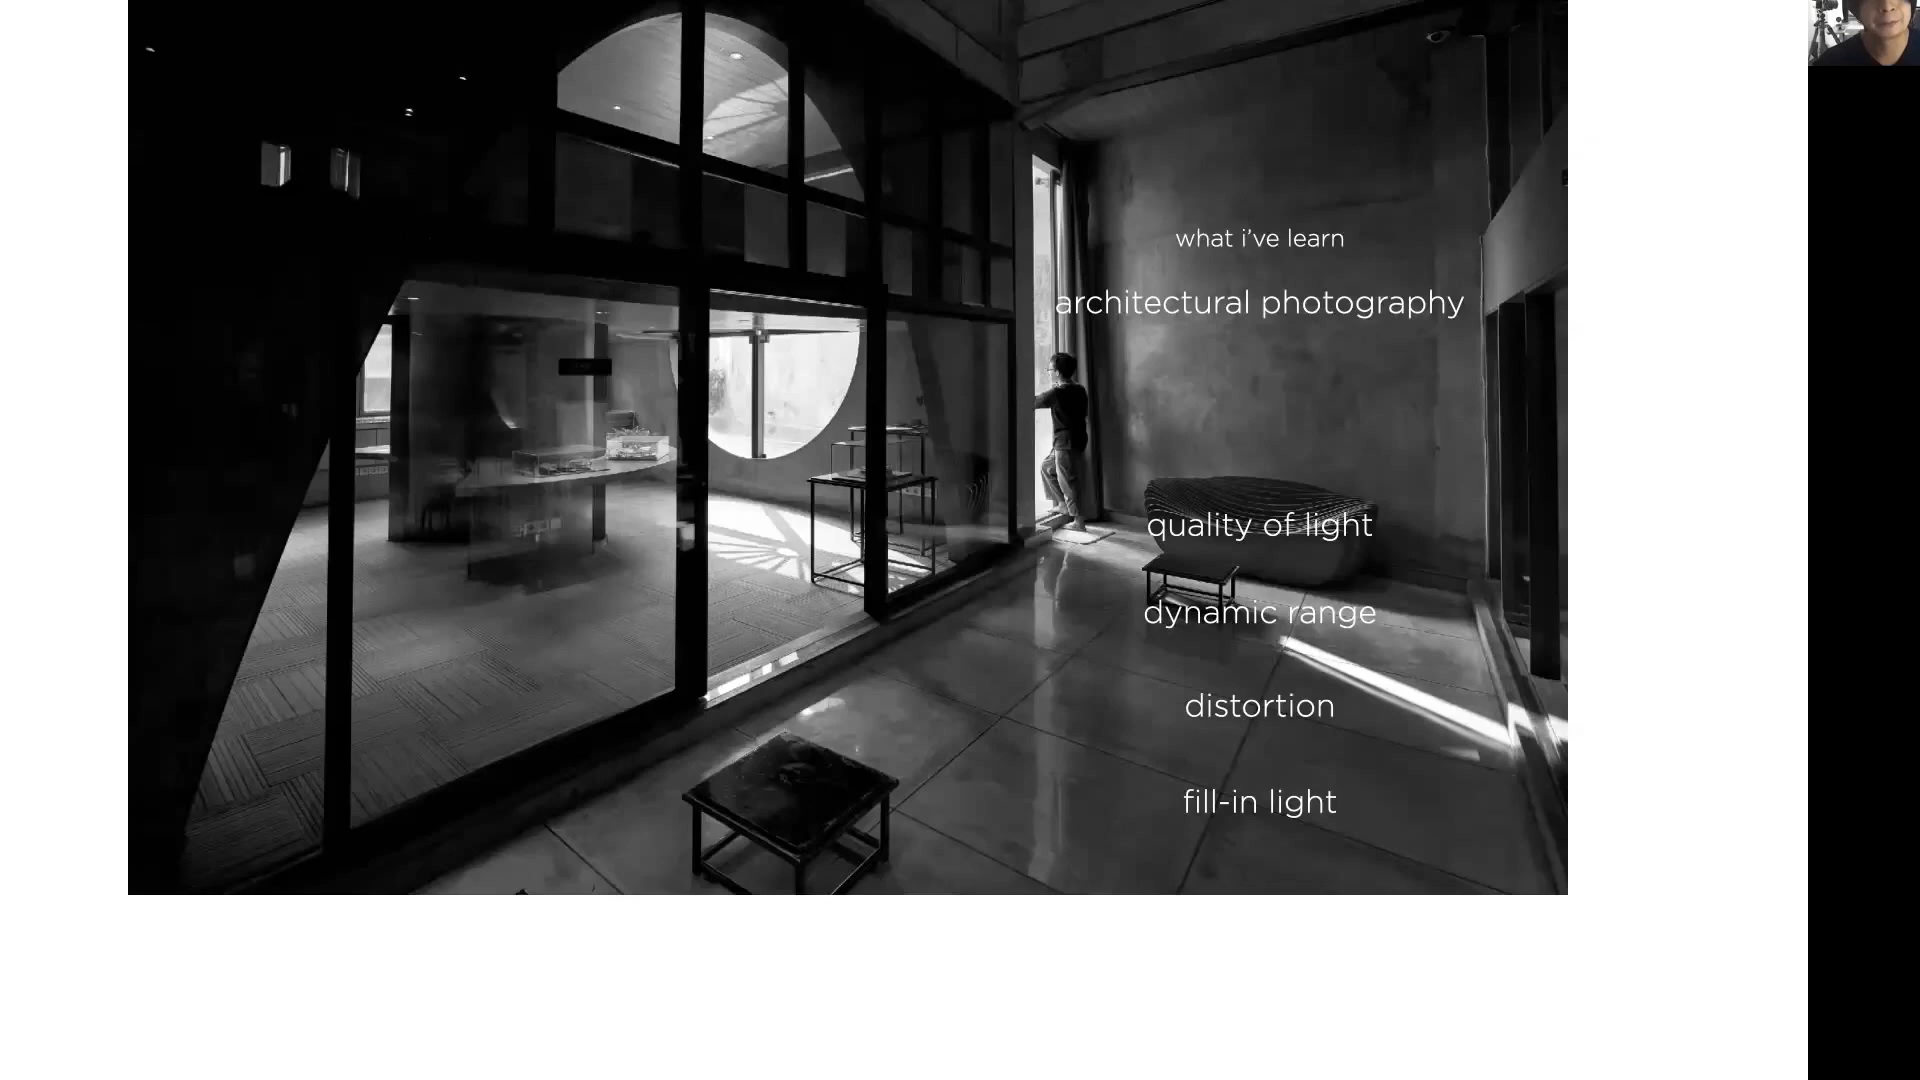 what i've learn
architectural photography
quality of light
dynamic range
distortion
fill-in light